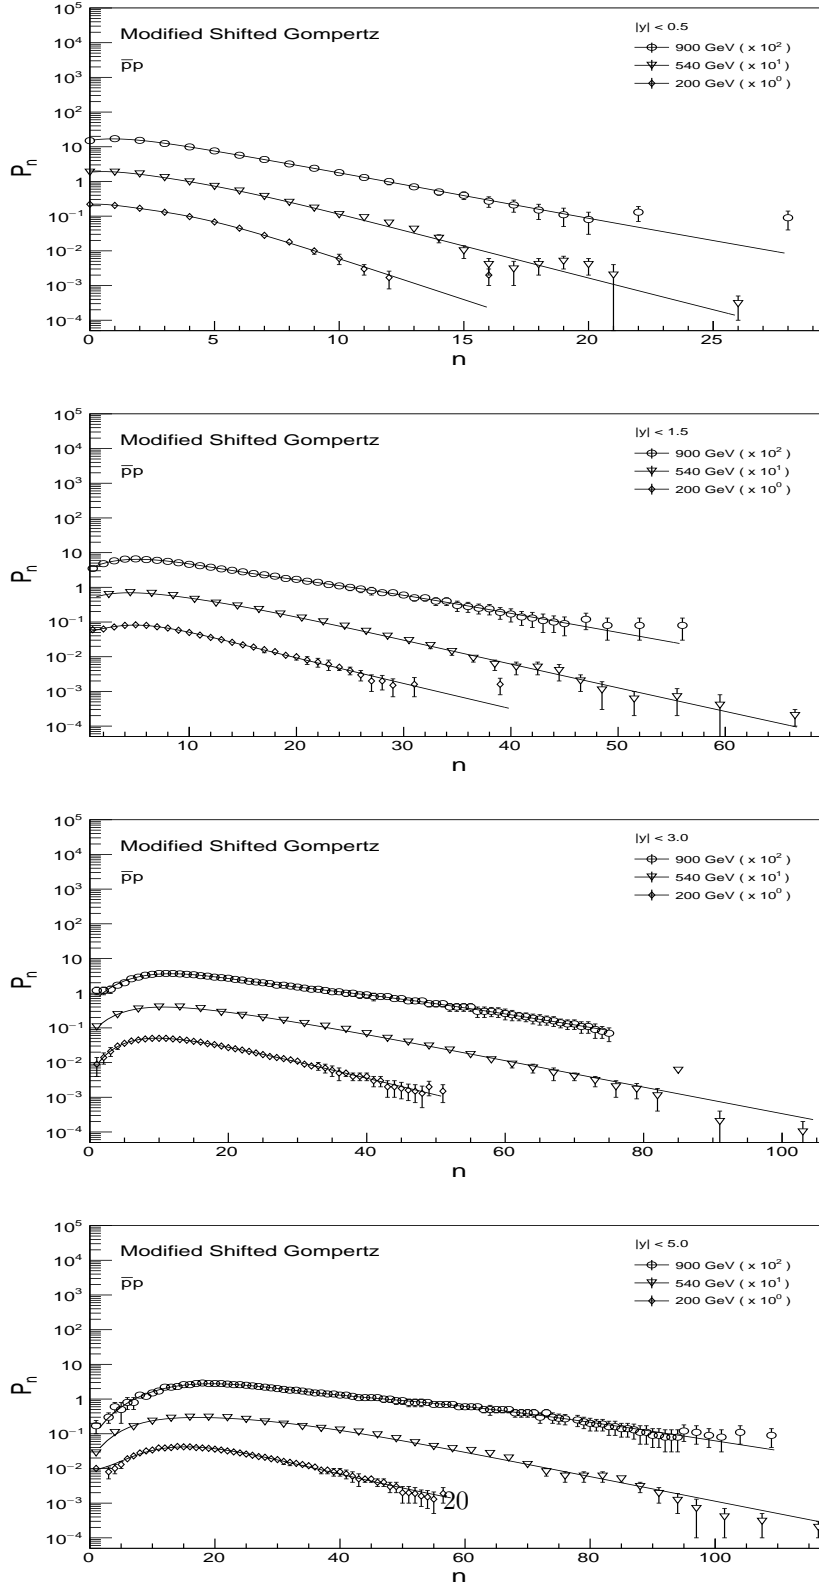 10⁵
Modified Shifted Gompertz
|y| < 0.5
10⁴
900 GeV ( x 10²)
p̅p
540 GeV ( x 10¹)
10³
200 GeV ( x 10⁰)
10²
10
1
10⁻¹
10⁻²
10⁻³
10⁻⁴
Pₙ
0 5 10 15 20 25
n
10⁵
Modified Shifted Gompertz
|y| < 1.5
10⁴
900 GeV ( x 10²)
p̅p
540 GeV ( x 10¹)
10³
200 GeV ( x 10⁰)
10²
10
1
10⁻¹
10⁻²
10⁻³
10⁻⁴
Pₙ
10 20 30 40 50 60
n
10⁵
Modified Shifted Gompertz
|y| < 3.0
10⁴
900 GeV ( x 10²)
p̅p
540 GeV ( x 10¹)
10³
200 GeV ( x 10⁰)
10²
10
1
10⁻¹
10⁻²
10⁻³
10⁻⁴
Pₙ
0 20 40 60 80 100
n
10⁵
Modified Shifted Gompertz
|y| < 5.0
10⁴
900 GeV ( x 10²)
p̅p
540 GeV ( x 10¹)
10³
200 GeV ( x 10⁰)
10²
10
1
10⁻¹
10⁻²
10⁻³
10⁻⁴
Pₙ
20
0 20 40 60 80 100
n